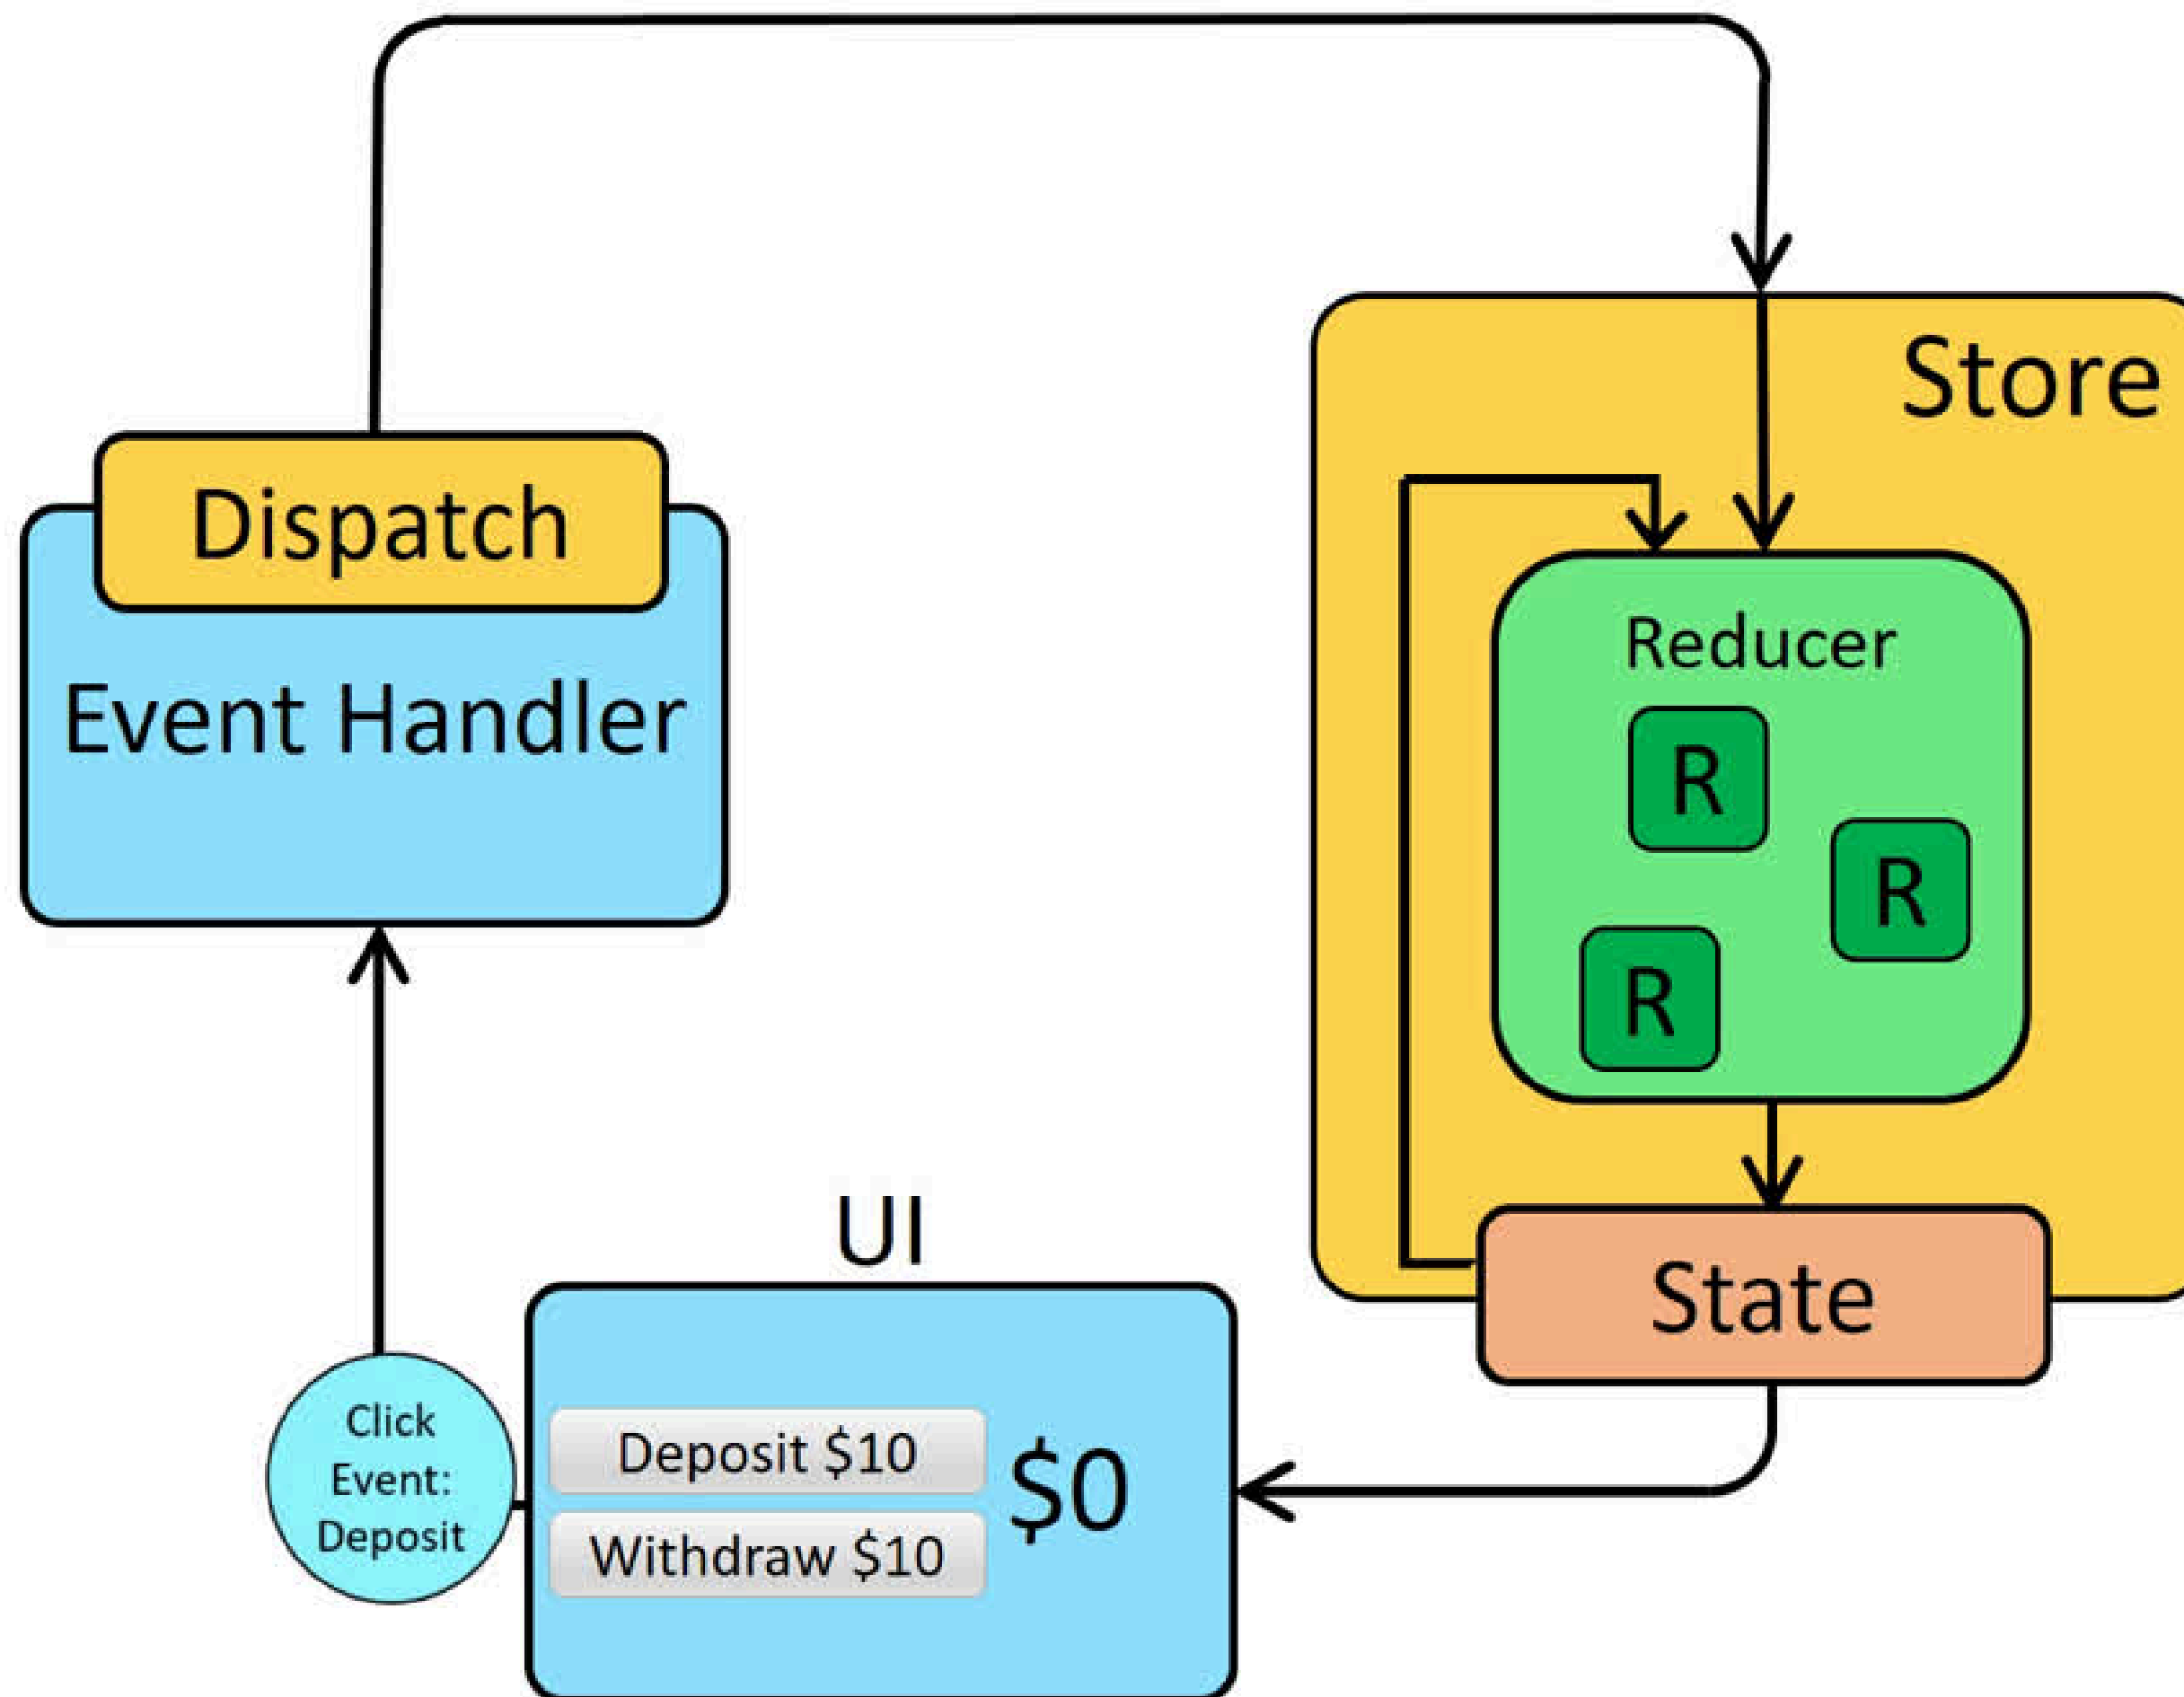 Store
Dispatch
Event Handler
Reducer
R
R
R
UI
State
Click
Event:
Deposit
Deposit $10
$0
Withdraw $10